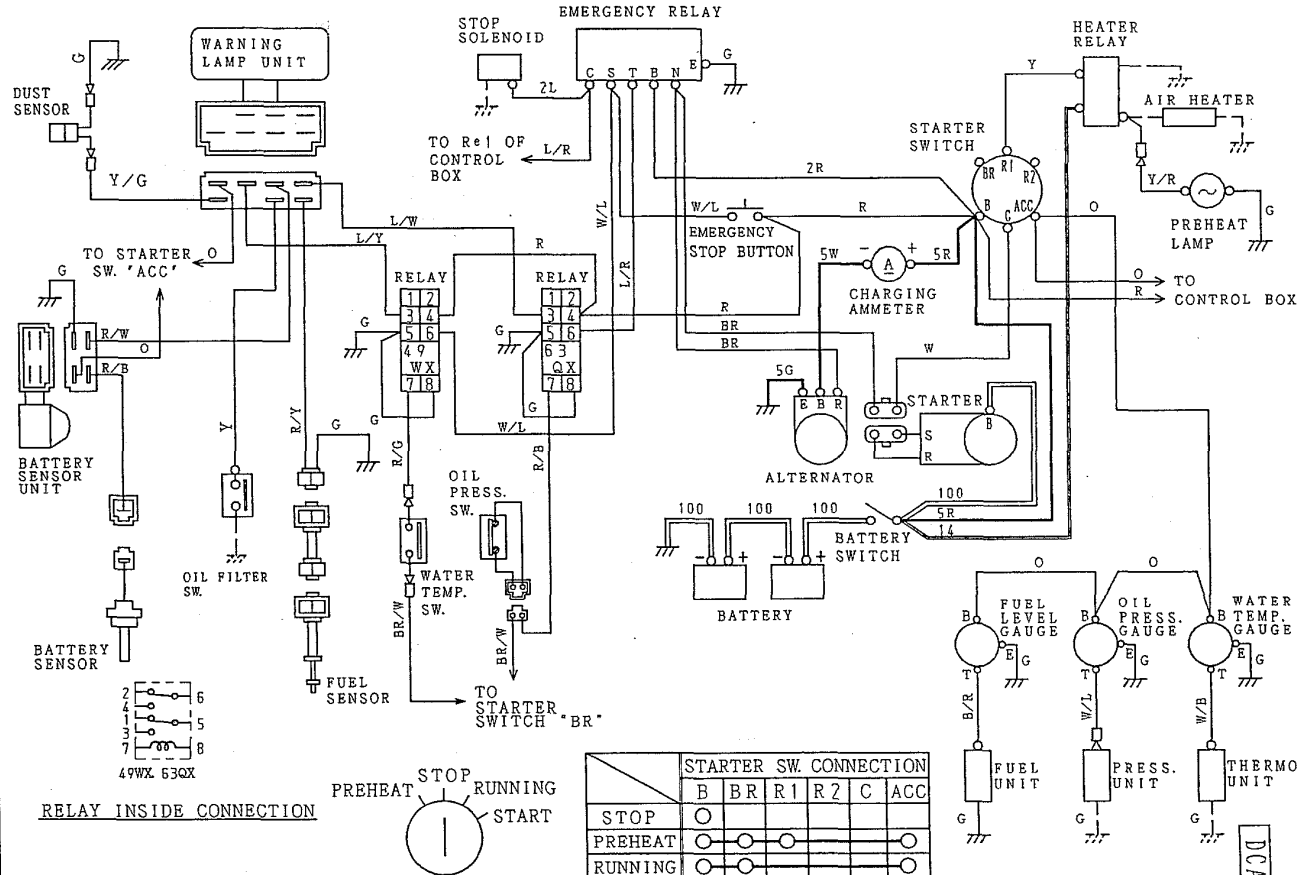 EMERGENCY RELAY
STOP
SOLENOID
C S T B N E
G
2L
TO Rel OF
CONTROL
BOX
L/R
WARNING
LAMP UNIT
G
DUST
SENSOR
Y/G
HEATER
RELAY
Y
AIR HEATER
STARTER
SWITCH
BR R1 R2
B C ACC
2R
Y/R
PREHEAT
LAMP
G
O
W/L
W/L
R
EMERGENCY
STOP BUTTON
L/W
L/Y
R
L/R
TO STARTER
SW. 'ACC'
O
5W - A + 5R
CHARGING
AMMETER
O
R
TO
CONTROL BOX
G
R/W
O
R/B
BATTERY
SENSOR
UNIT
RELAY
1 2
3 4
5 6
49
WX
7 8
G
G
RELAY
1 2
3 4
5 6
63
QX
7 8
G
G
R
BR
BR
W
5G
E B R
ALTERNATOR
STARTER
B
S
R
W/L
Y
R/Y
G
R/G
R/B
OIL
PRESS.
SW.
100
5R
14
100 100 100
BATTERY
SWITCH
- + - +
BATTERY
OIL FILTER
SW.
WATER
TEMP.
SW.
BR/W
BR/W
TO
STARTER
SWITCH "BR"
BATTERY
SENSOR
FUEL
SENSOR
O O
FUEL
LEVEL
GAUGE
B E G T
OIL
PRESS.
GAUGE
B E G T
WATER
TEMP.
GAUGE
B E G T
B/R
W/L
W/B
FUEL
UNIT
PRESS.
UNIT
THERMO
UNIT
G
G
G
2 6
4
1 5
3
7 8
49WX. 63QX
RELAY INSIDE CONNECTION
PREHEAT STOP RUNNING
START
STARTER SW. CONNECTION
B BR R1 R2 C ACC
STOP
PREHEAT
RUNNING
DCA